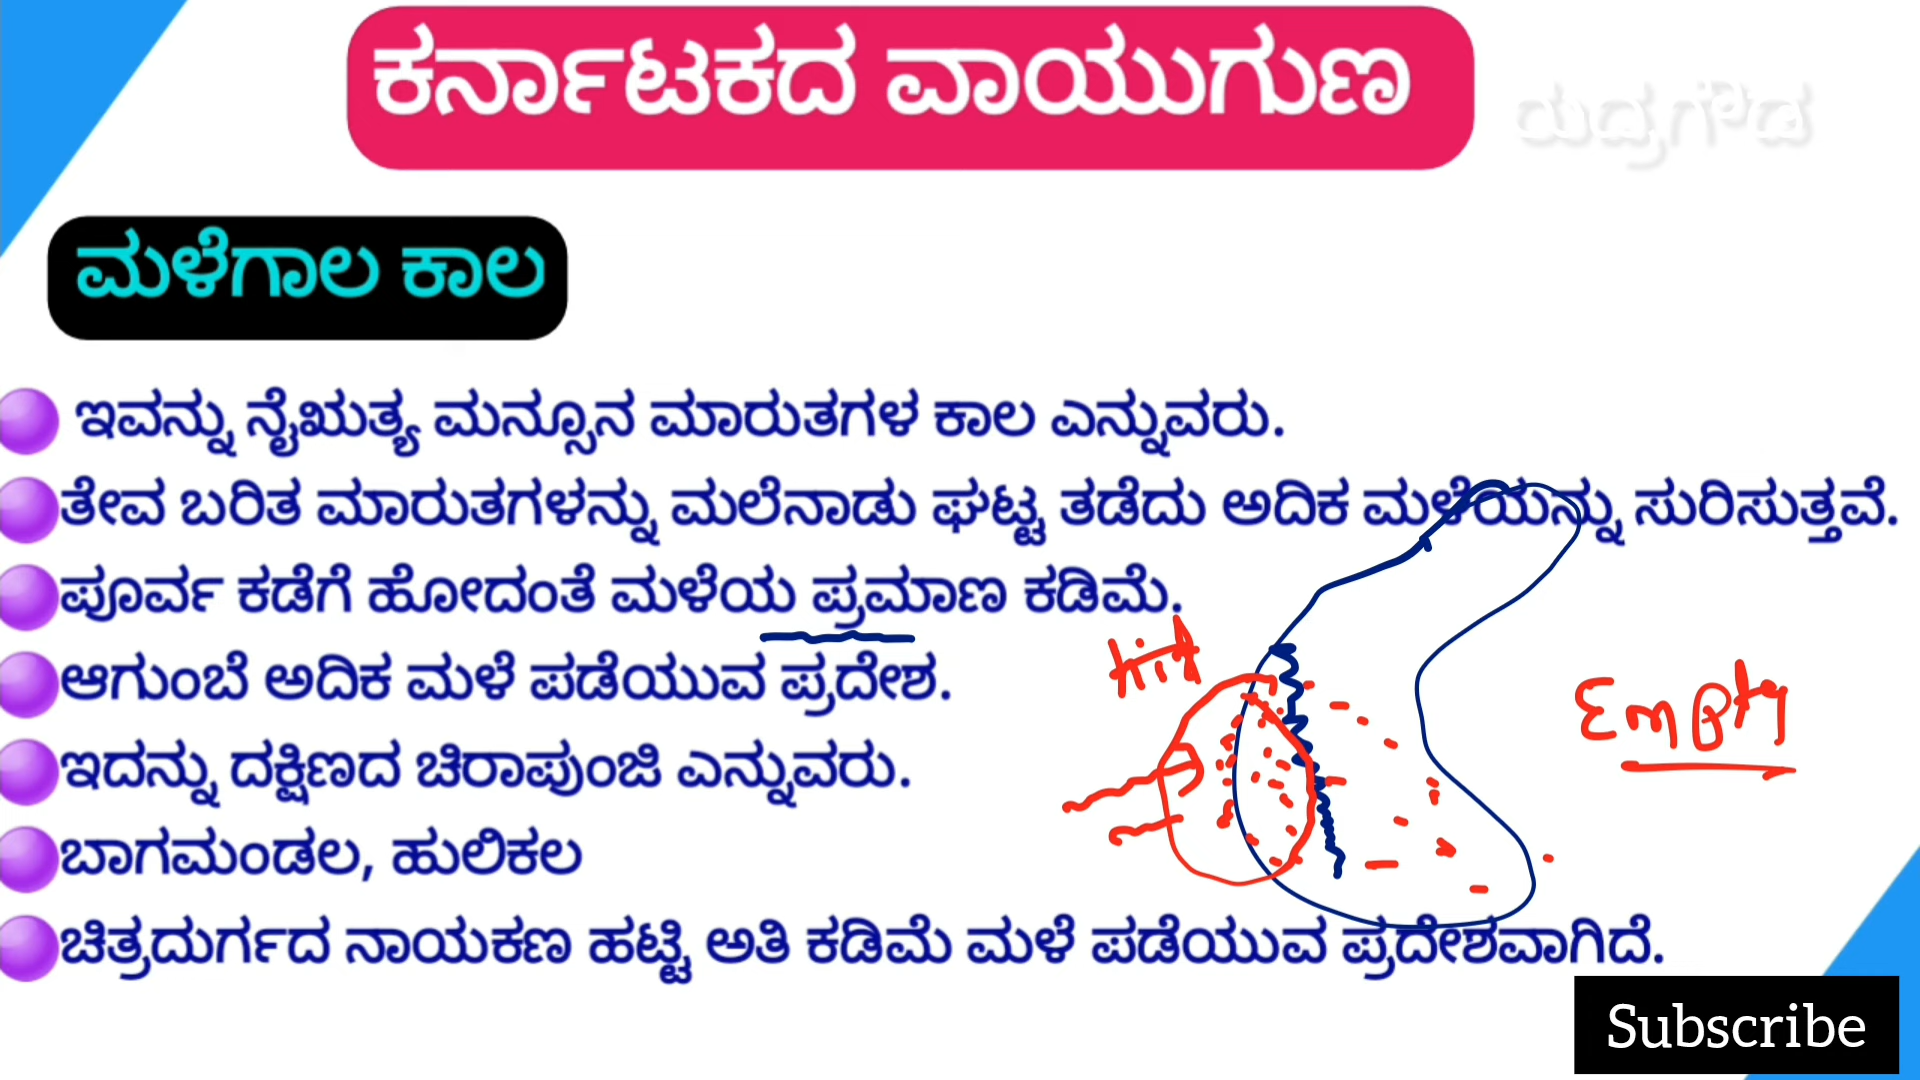 ಕರ್ನಾಟಕದ ವಾಯುಗುಣ
ರುದ್ರಗೌಡ
ಮಳೆಗಾಲ ಕಾಲ
ಇವನ್ನು ನೈಋತ್ಯ ಮನ್ಸೂನ ಮಾರುತಗಳ ಕಾಲ ಎನ್ನುವರು.
ತೇವ ಬರಿತ ಮಾರುತಗಳನ್ನು ಮಲೆನಾಡು ಘಟ್ಟ ತಡೆದು ಅದಿಕ ಮಳೆಯನ್ನು ಸುರಿಸುತ್ತವೆ.
ಪೂರ್ವ ಕಡೆಗೆ ಹೋದಂತೆ ಮಳೆಯ ಪ್ರಮಾಣ ಕಡಿಮೆ.
ಆಗುಂಬೆ ಅದಿಕ ಮಳೆ ಪಡೆಯುವ ಪ್ರದೇಶ.
Empty
ಇದನ್ನು ದಕ್ಷಿಣದ ಚಿರಾಪುಂಜಿ ಎನ್ನುವರು.
ಬಾಗಮಂಡಲ, ಹುಲಿಕಲ
ಚಿತ್ರದುರ್ಗದ ನಾಯಕಣ ಹಟ್ಟಿ ಅತಿ ಕಡಿಮೆ ಮಳೆ ಪಡೆಯುವ ಪ್ರದೇಶವಾಗಿದೆ.
Subscribe